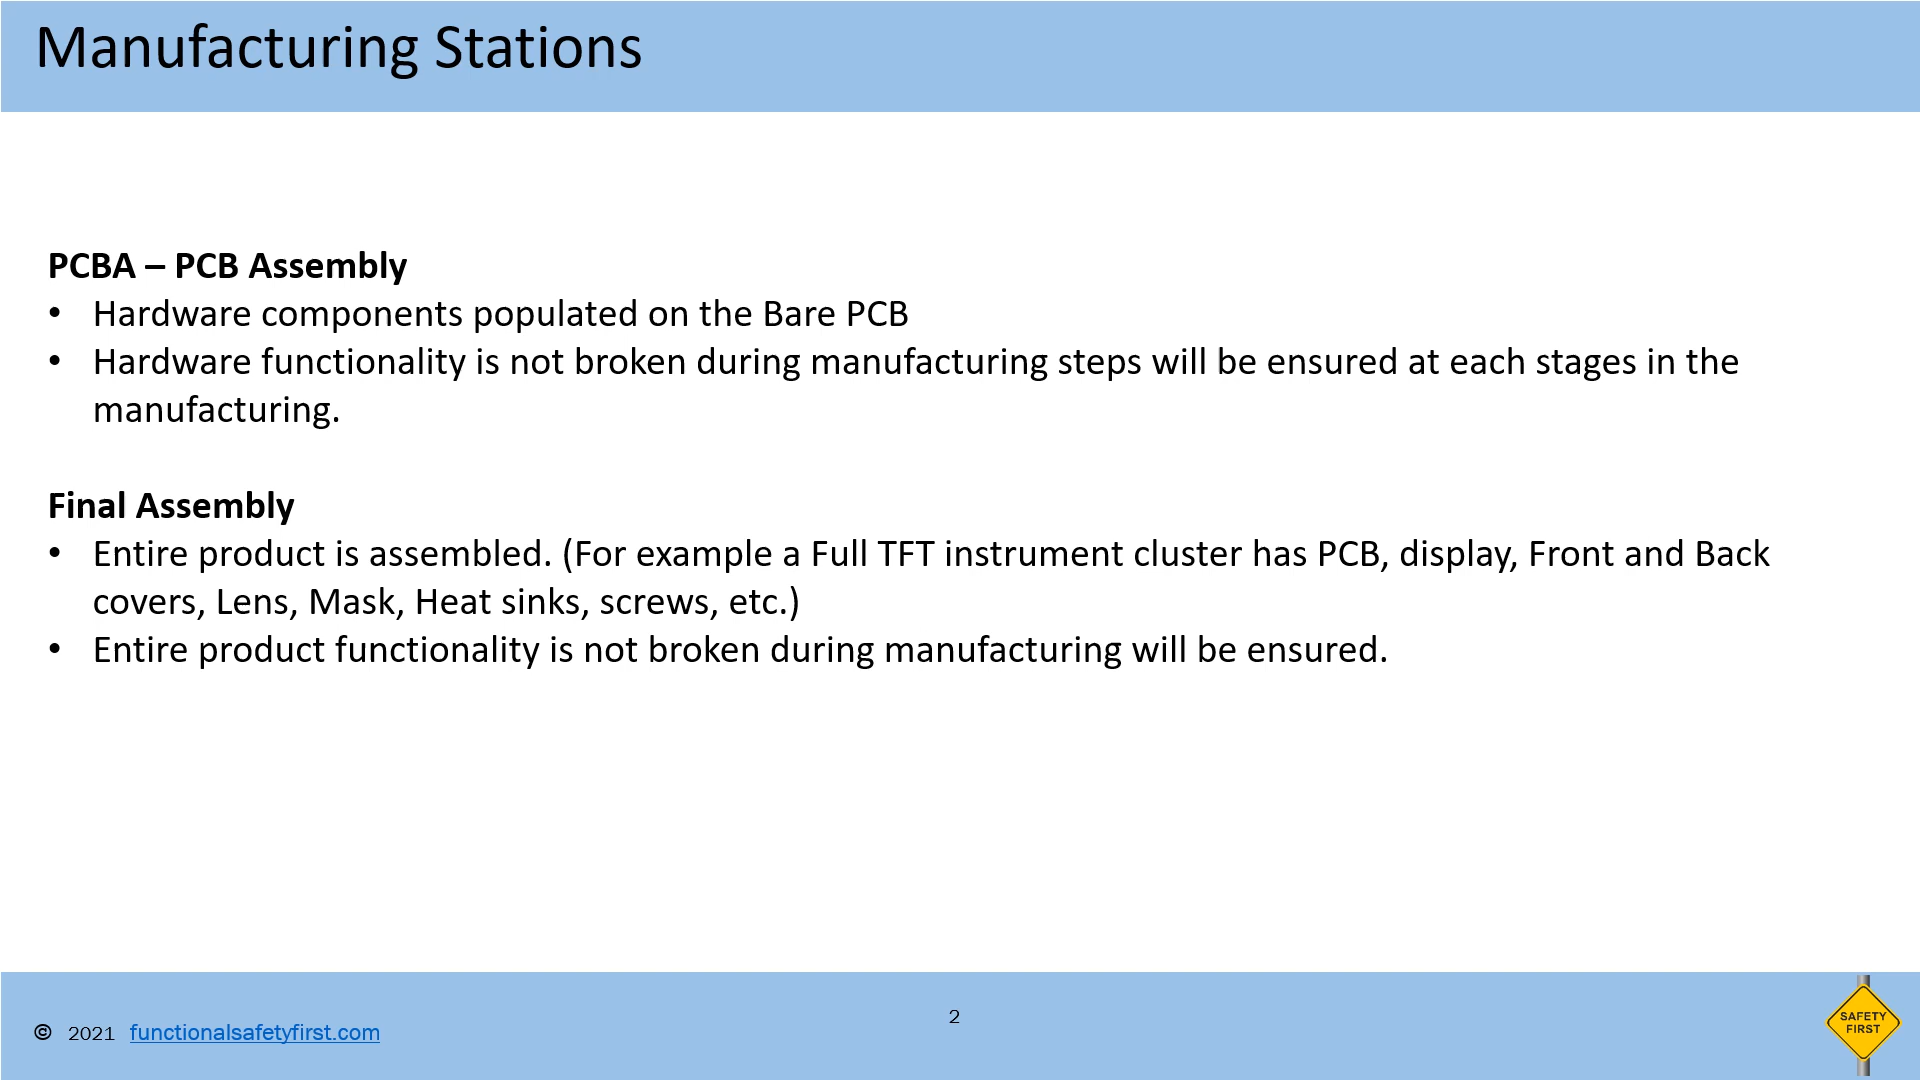 Manufacturing Stations
PCBA – PCB Assembly
• Hardware components populated on the Bare PCB
• Hardware functionality is not broken during manufacturing steps will be ensured at each stages in the
manufacturing.
Final Assembly
• Entire product is assembled. (For example a Full TFT instrument cluster has PCB, display, Front and Back
covers, Lens, Mask, Heat sinks, screws, etc.)
• Entire product functionality is not broken during manufacturing will be ensured.
© 2021 functionalsafetyfirst.com
2
SAFETY
FIRST